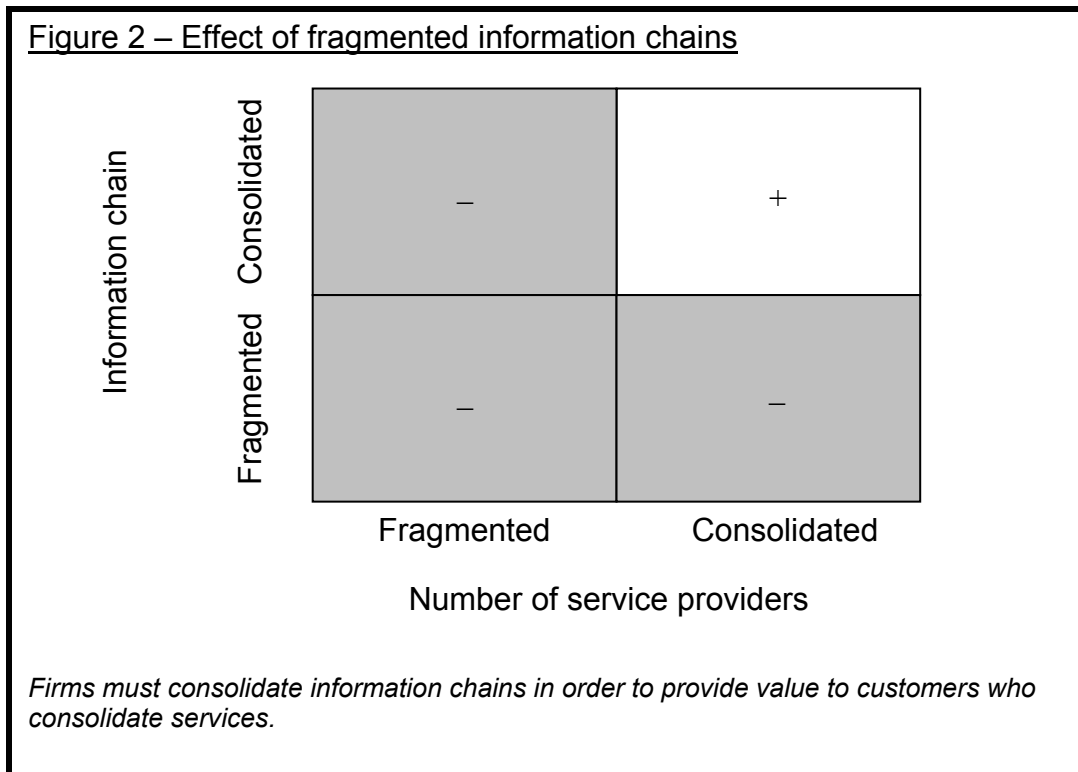 Figure 2 – Effect of fragmented information chains
Information chain
Consolidated
– +
Fragmented
– –
Fragmented Consolidated
Number of service providers
Firms must consolidate information chains in order to provide value to customers who
consolidate services.